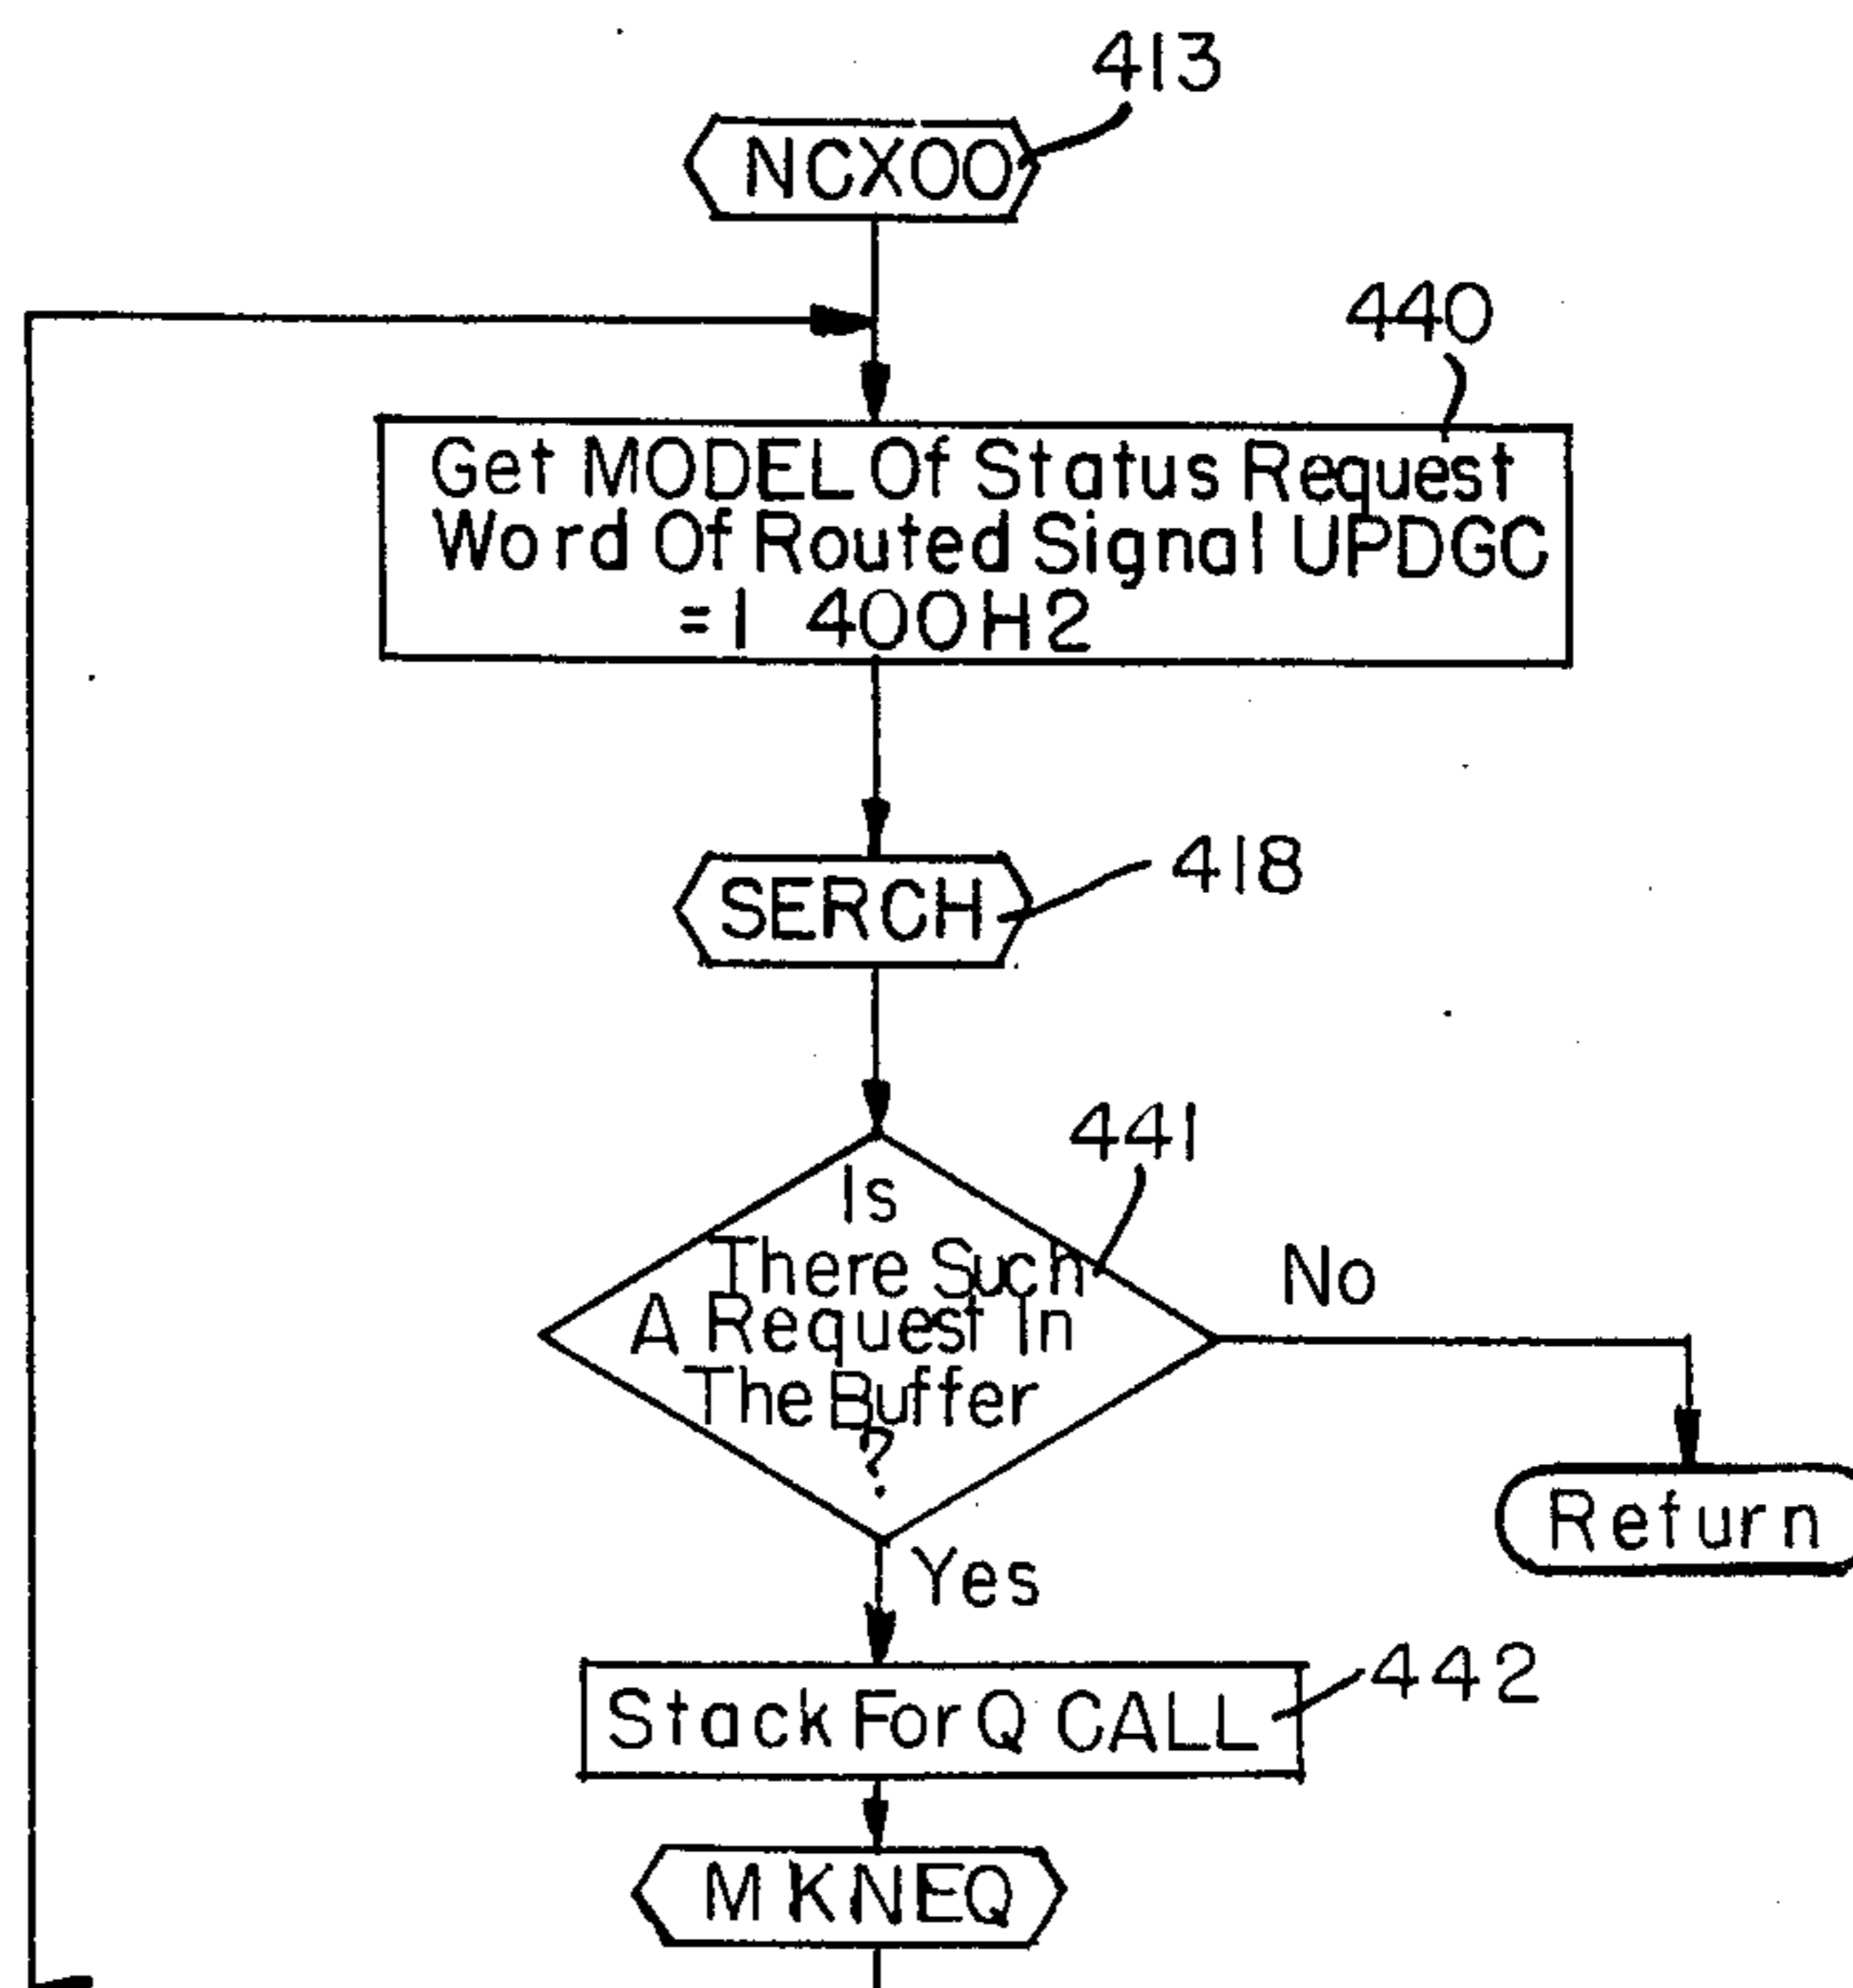 413
NCX00
440
Get MODEL Of Status Request
Word Of Routed Signal UPDGC
=1 400H2
SERCH
418
441
Is
There Such
A Request In
The Buffer
?
No
Return
Yes
Stack For Q CALL
442
MKNEQ